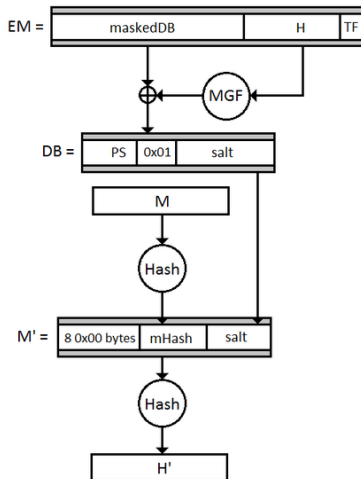 EM = maskedDB H TF
MGF
DB = PS 0x01 salt
M
Hash
M' = 8 0x00 bytes mHash salt
Hash
H'